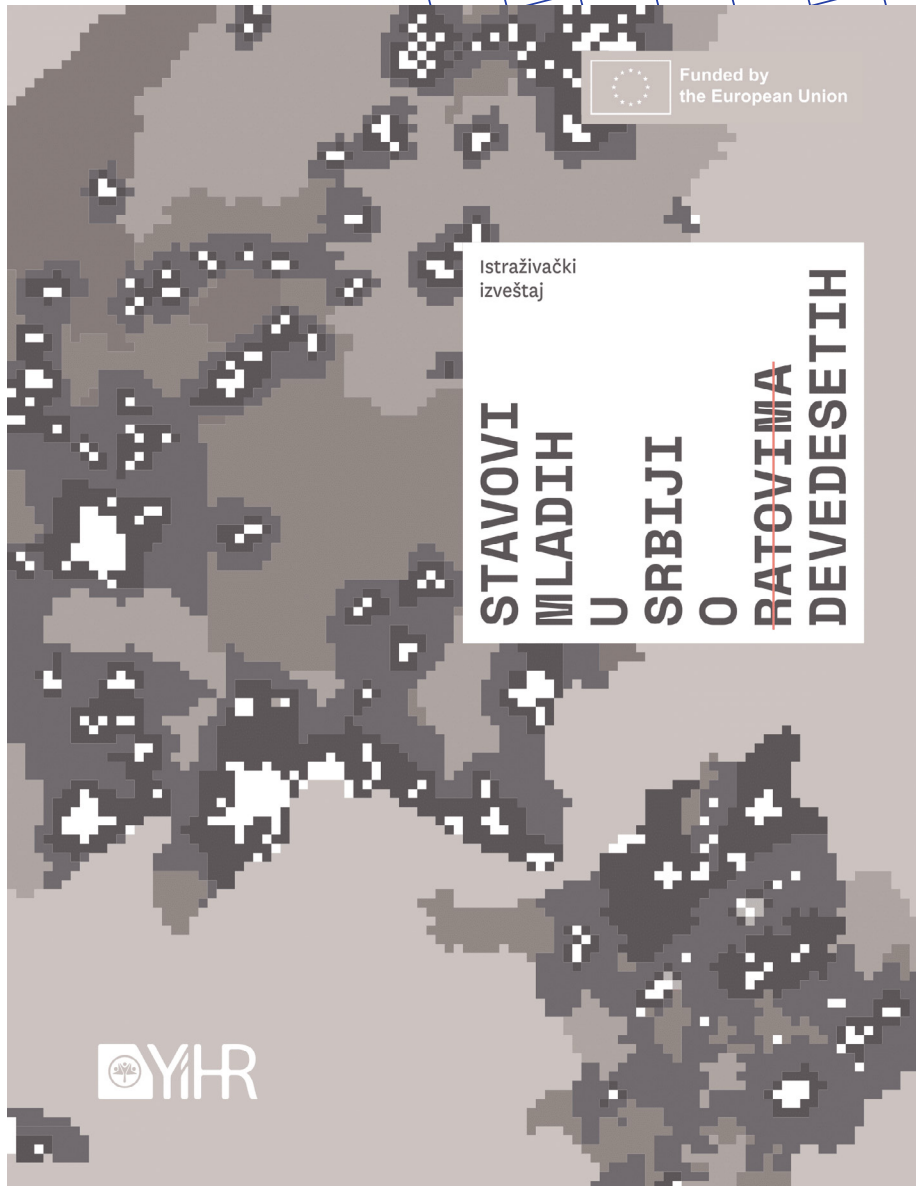 Funded by
the European Union
Istraživački
izveštaj
STAVOVI
MLADIH
U
SRBIJI
O
RATOVIMA
DEVEDESETIH
YIHR